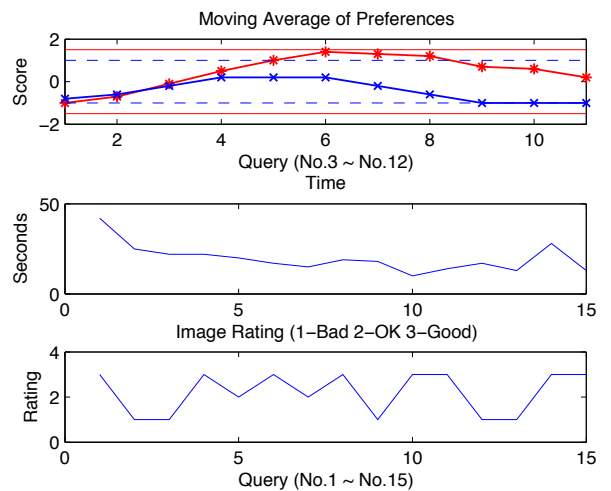 Moving Average of Preferences
2
0
−2
Score
2
4
6
8
10
Query (No.3 ~ No.12)
Time
50
0
Seconds
0
5
10
15
Image Rating (1−Bad 2−OK 3−Good)
4
2
0
Rating
0
5
10
15
Query (No.1 ~ No.15)